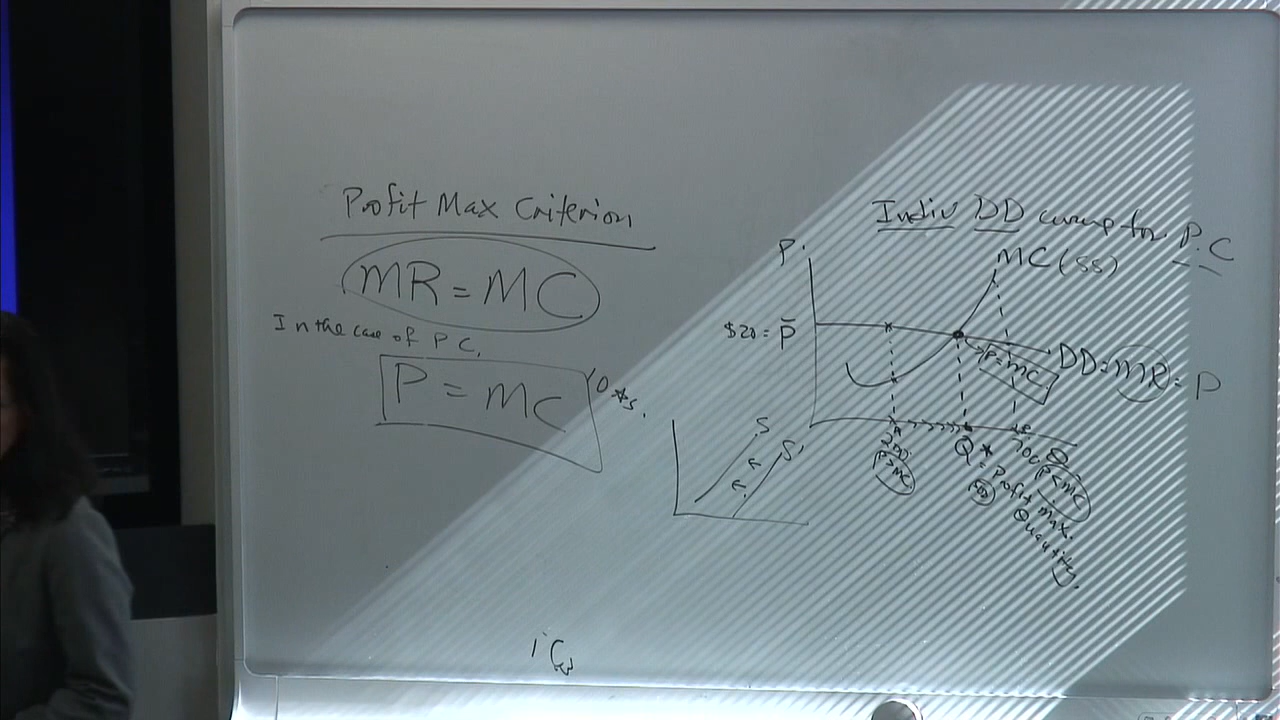 Profit Max Criterion
MR = MC
In the case of P C,
P = MC
Indiv DD curve for P.C
P.
MC (SS)
$20 = P̄
P = MC
DD = MR = P
200
P > MC
Q*
= Profit Max.
Quantity.
700
P < MC
Q
S
S'